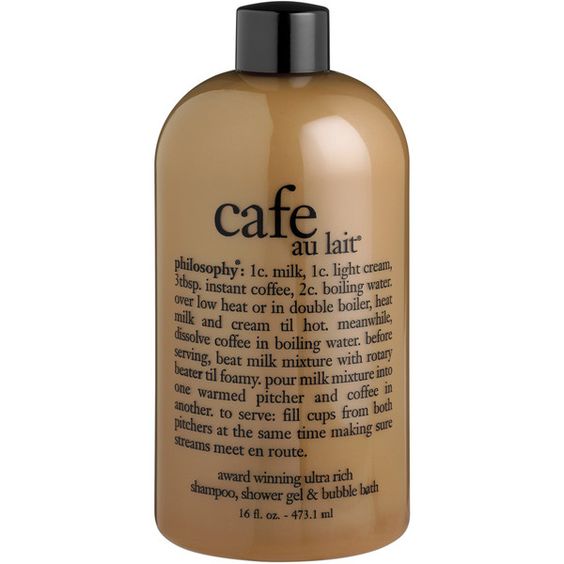 cafe
au lait®
philosophy®: 1c. milk, 1c. light cream,
3tbsp. instant coffee, 2c. boiling water.
over low heat or in double boiler, heat
milk and cream til hot. meanwhile,
dissolve coffee in boiling water. before
serving, beat milk mixture with rotary
beater til foamy. pour milk mixture into
one warmed pitcher and coffee in
another. to serve: fill cups from both
pitchers at the same time making sure
streams meet en route.
award winning ultra rich
shampoo, shower gel & bubble bath
16 fl. oz. - 473.1 ml